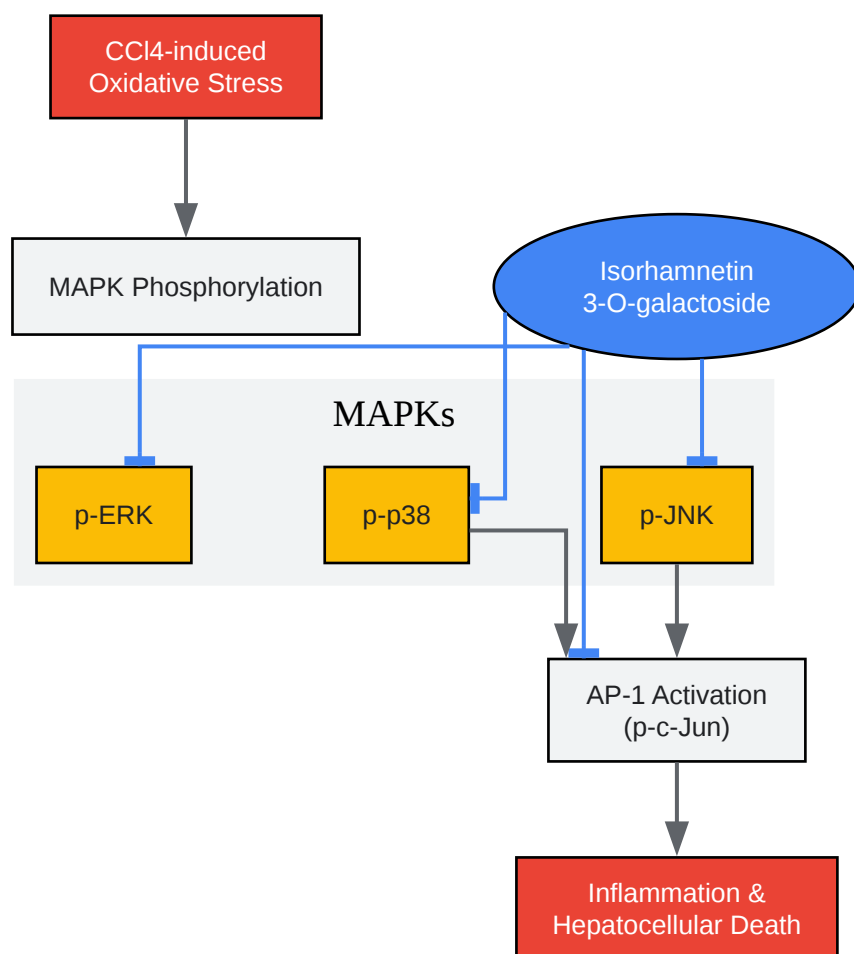 CCl4-induced
Oxidative Stress
MAPK Phosphorylation
Isorhamnetin
3-O-galactoside
MAPKs
p-ERK
p-p38
p-JNK
AP-1 Activation
(p-c-Jun)
Inflammation &
Hepatocellular Death